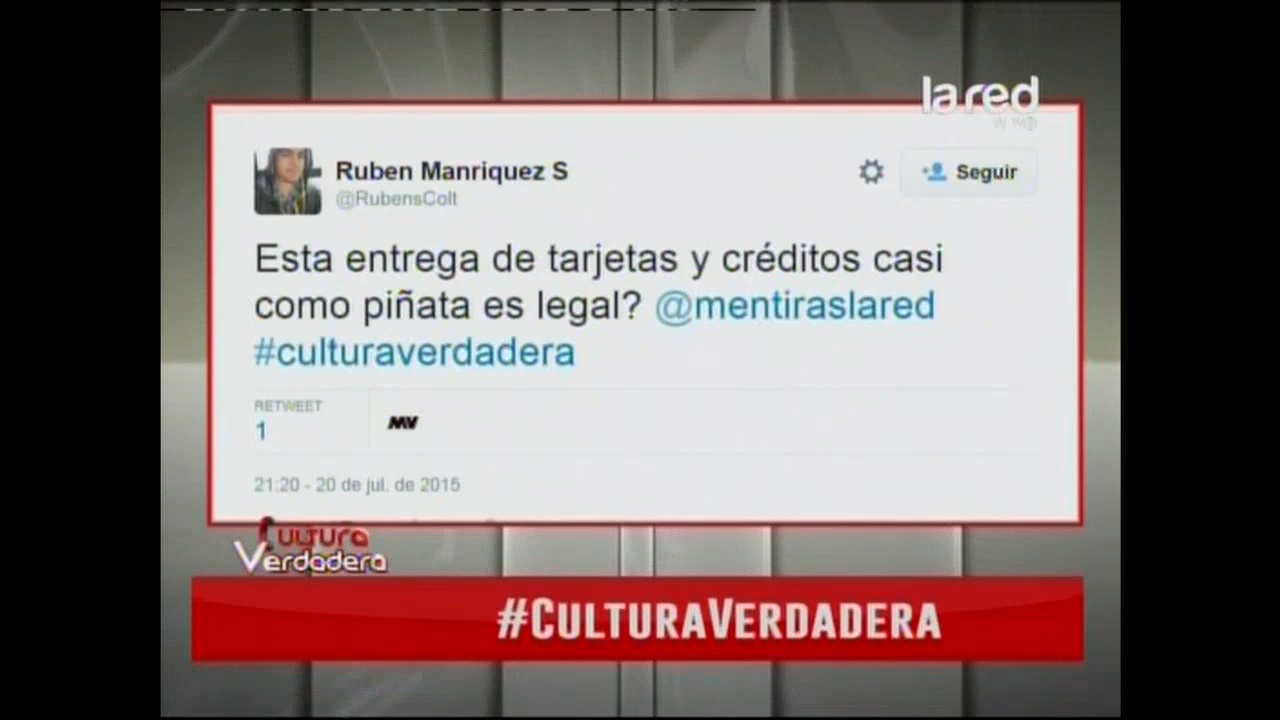 la red
Ruben Manriquez S
Seguir
@RubensColt
Esta entrega de tarjetas y créditos casi
como piñata es legal? @mentiraslared
#culturaverdadera
RETWEET
1
MV
21:20 - 20 de jul. de 2015
Cultura
Verdadera
#CULTURAVERDADERA